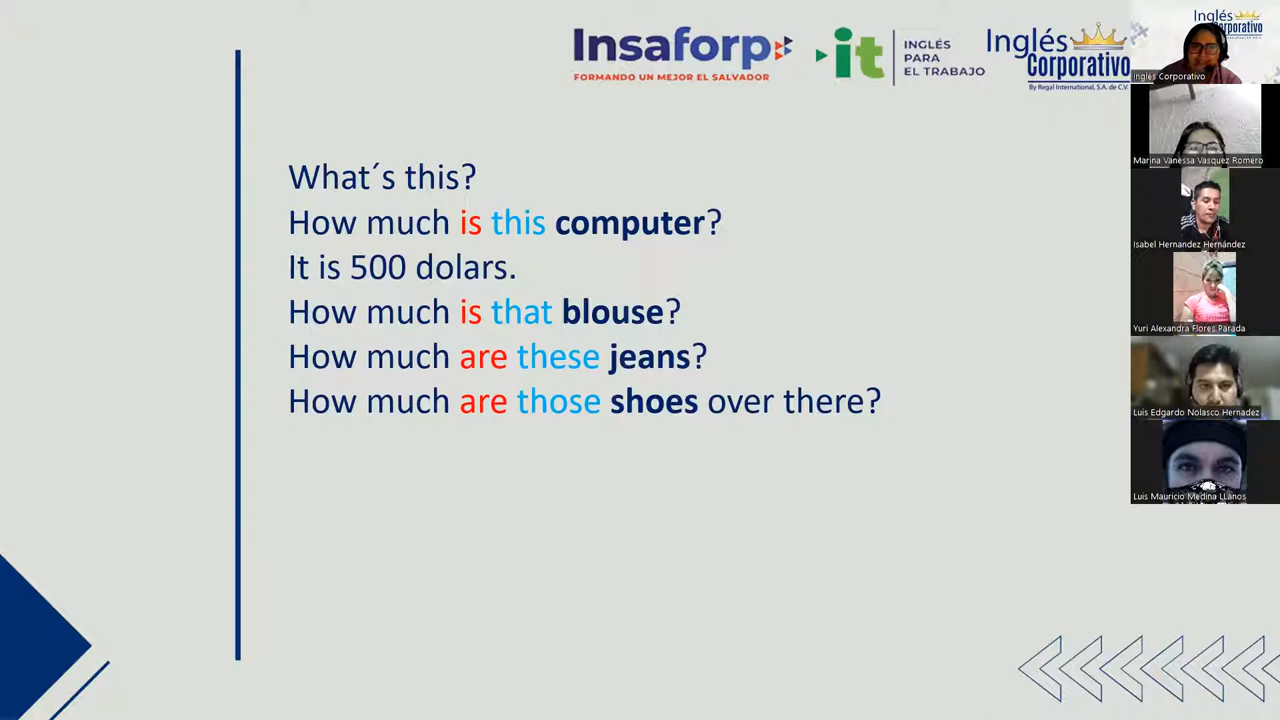 Insaforp
FORMANDO UN MEJOR EL SALVADOR
it
INGLÉS
PARA
EL TRABAJO
Inglés
Corporativo
By Regal International, S.A. de C.V.
What´s this?
How much is this computer?
It is 500 dolars.
How much is that blouse?
How much are these jeans?
How much are those shoes over there?
Inglés
Corporativo
Ingles Corporativo
Marina Vanessa Vasquez Romero
Isabel Hernandez Hernández
Yuri Alexandra Flores Parada
Luis Edgardo Nolasco Hernadez
Luis Mauricio Medina LLanos